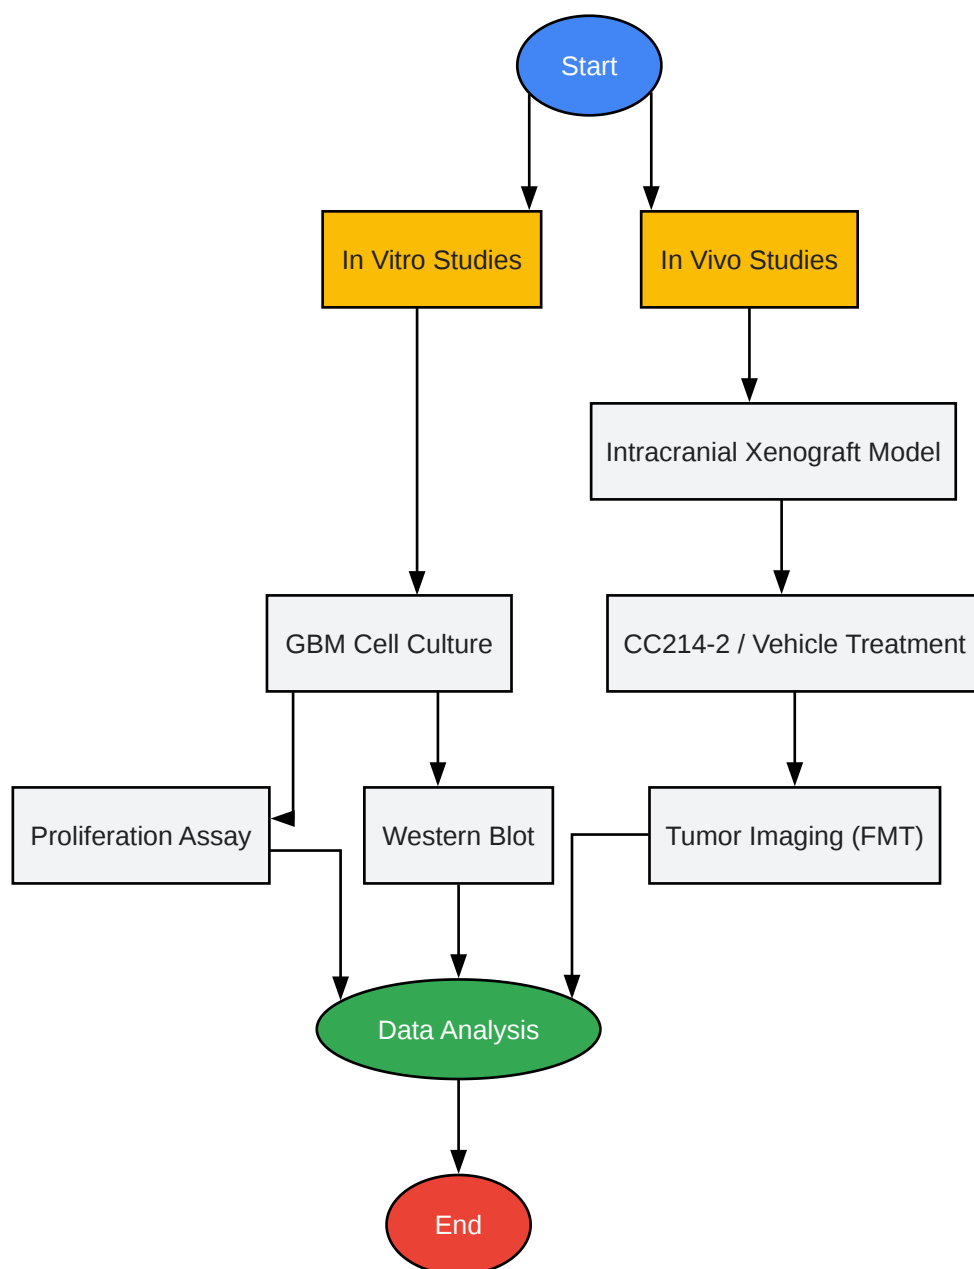 Start
In Vitro Studies
In Vivo Studies
Intracranial Xenograft Model
GBM Cell Culture
CC214-2 / Vehicle Treatment
Proliferation Assay
Western Blot
Tumor Imaging (FMT)
Data Analysis
End